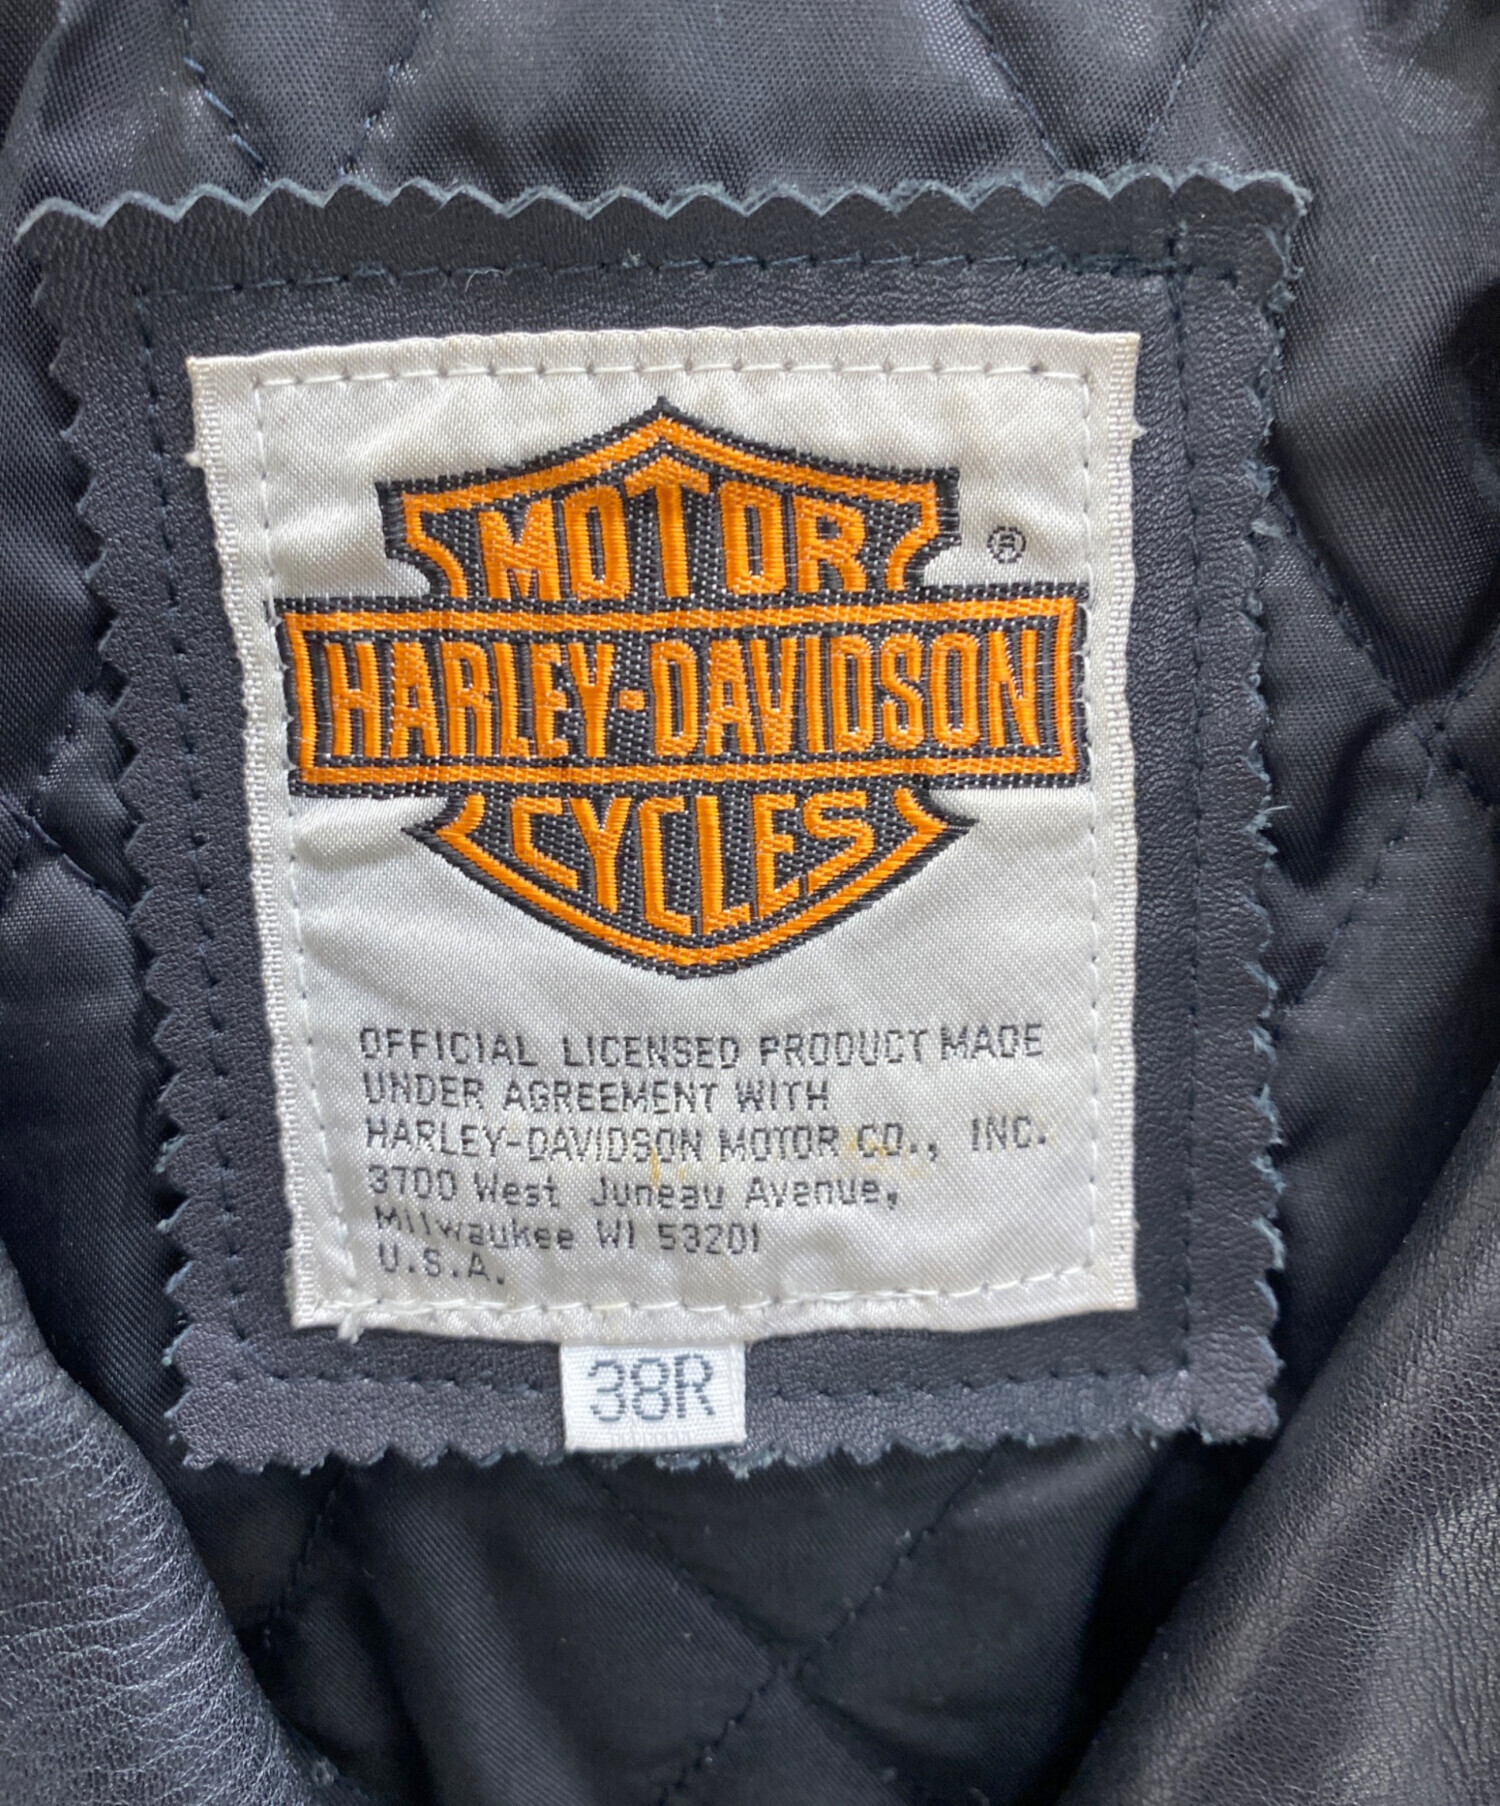 MOTOR
®
HARLEY-DAVIDSON
CYCLES
OFFICIAL LICENSED PRODUCT MADE
UNDER AGREEMENT WITH
HARLEY-DAVIDSON MOTOR CO., INC.
3700 West Juneau Avenue,
Milwaukee WI 53201
U.S.A.
38R